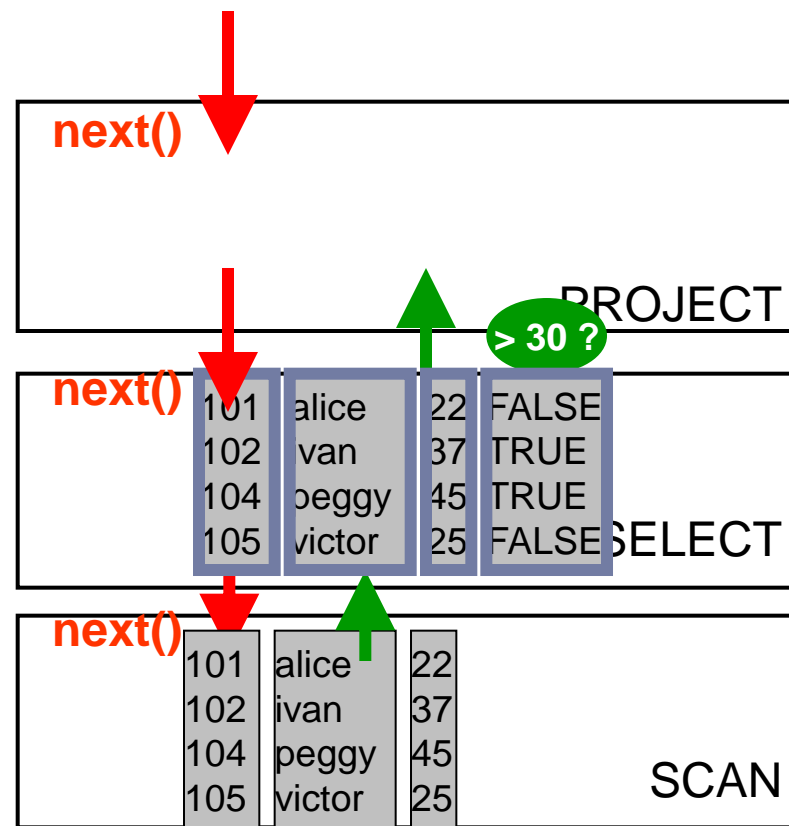 next()
PROJECT
> 30 ?
next()
101 alice 22 FALSE
102 ivan 37 TRUE
104 peggy 45 TRUE
105 victor 25 FALSE
SELECT
next()
101 alice 22
102 ivan 37
104 peggy 45
105 victor 25
SCAN